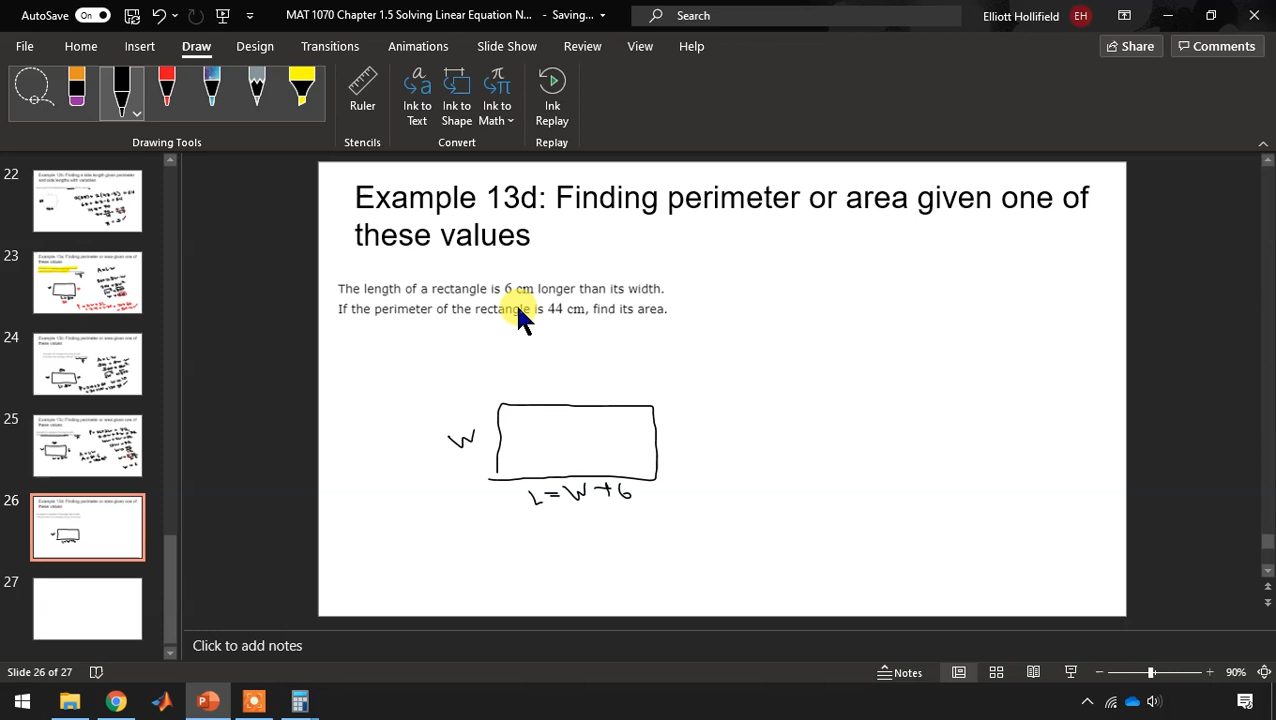 AutoSave On MAT 1070 Chapter 1.5 Solving Linear Equation N... • Saving... Search Elliott Hollifield EH
File Home Insert Draw Design Transitions Animations Slide Show Review View Help Share Comments
Ruler Ink to Text Ink to Shape Ink to Math Ink Replay
Drawing Tools Stencils Convert Replay
22
23
24
25
26
27
Example 13d: Finding perimeter or area given one of
these values
The length of a rectangle is 6 cm longer than its width.
If the perimeter of the rectangle is 44 cm, find its area.
W
L = W + 6
Click to add notes
Slide 26 of 27 Notes 90%